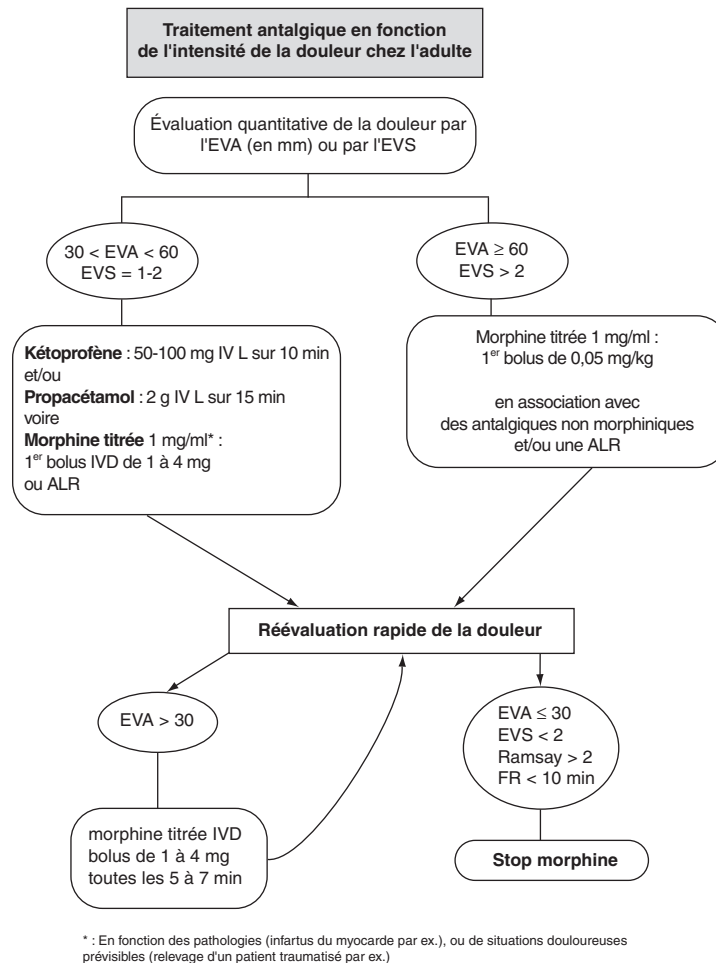 Traitement antalgique en fonction
de l'intensité de la douleur chez l'adulte
Évaluation quantitative de la douleur par
l'EVA (en mm) ou par l'EVS
30 < EVA < 60
EVS = 1-2
EVA ≥ 60
EVS > 2
Kétoprofène : 50-100 mg IV L sur 10 min
et/ou
Propacétamol : 2 g IV L sur 15 min
voire
Morphine titrée 1 mg/ml* :
1er bolus IVD de 1 à 4 mg
ou ALR
Morphine titrée 1 mg/ml :
1er bolus de 0,05 mg/kg
en association avec
des antalgiques non morphiniques
et/ou une ALR
Réévaluation rapide de la douleur
EVA > 30
EVA ≤ 30
EVS < 2
Ramsay > 2
FR < 10 min
morphine titrée IVD
bolus de 1 à 4 mg
toutes les 5 à 7 min
Stop morphine
* : En fonction des pathologies (infartus du myocarde par ex.), ou de situations douloureuses
prévisibles (relevage d'un patient traumatisé par ex.)